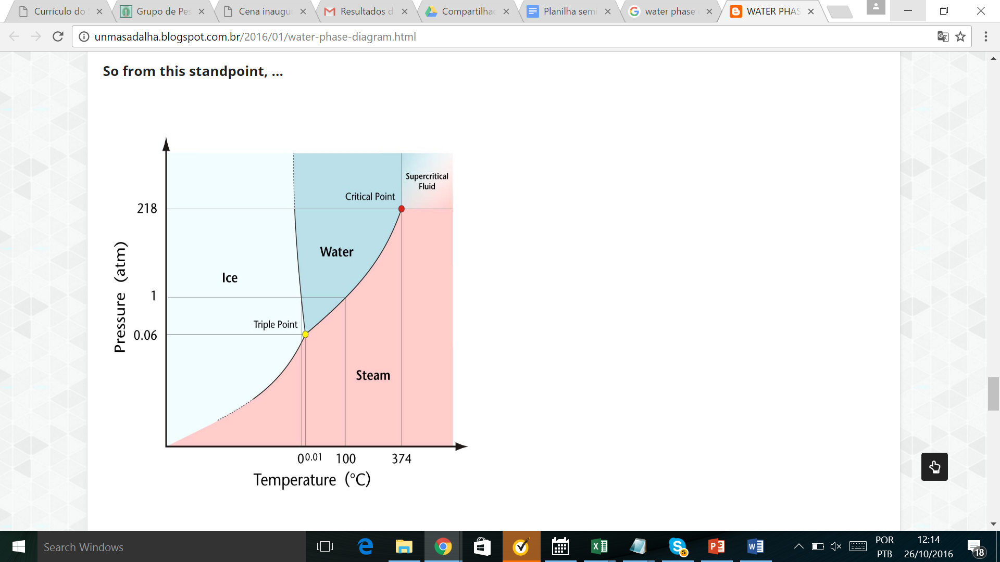 Currículo do
Grupo de Pes
Cena inaugu
Resultados d
Compartilhac
Planilha semi
water phase
WATER PHAS
unmasadalha.blogspot.com.br/2016/01/water-phase-diagram.html
So from this standpoint, ...
Supercritical
Fluid
Critical Point
218
Water
Ice
Pressure (atm)
1
Triple Point
0.06
Steam
0 0.01 100 374
Temperature (°C)
Search Windows
5
POR
PTB
12:14
26/10/2016
18